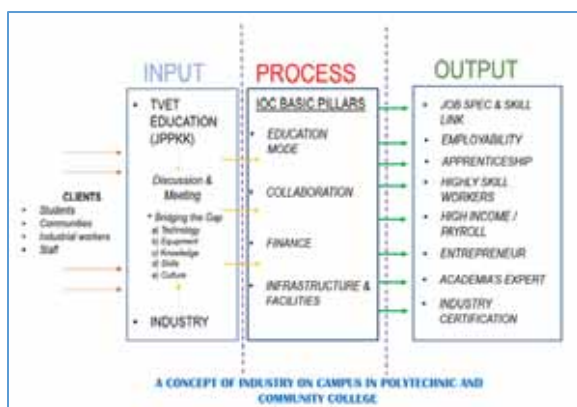 INPUT
PROCESS
OUTPUT
CLIENTS
• Students
• Communities
• Industrial workers
• Staff
• TVET
EDUCATION
(JPPKK)
Discussion &
Meeting
* Bridging the Gap
a) Technology
b) Equipment
c) Knowledge
d) Skills
e) Culture
• INDUSTRY
IOC BASIC PILLARS
• EDUCATION
MODE
• COLLABORATION
• FINANCE
• INFRASTRUCTURE &
FACILITIES
• JOB SPEC & SKILL
LINK
• EMPLOYABILITY
• APPRENTICESHIP
• HIGHLY SKILL
WORKERS
• HIGH INCOME /
PAYROLL
• ENTREPRENEUR
• ACADEMIA'S EXPERT
• INDUSTRY
CERTIFICATION
A CONCEPT OF INDUSTRY ON CAMPUS IN POLYTECHNIC AND
COMMUNITY COLLEGE